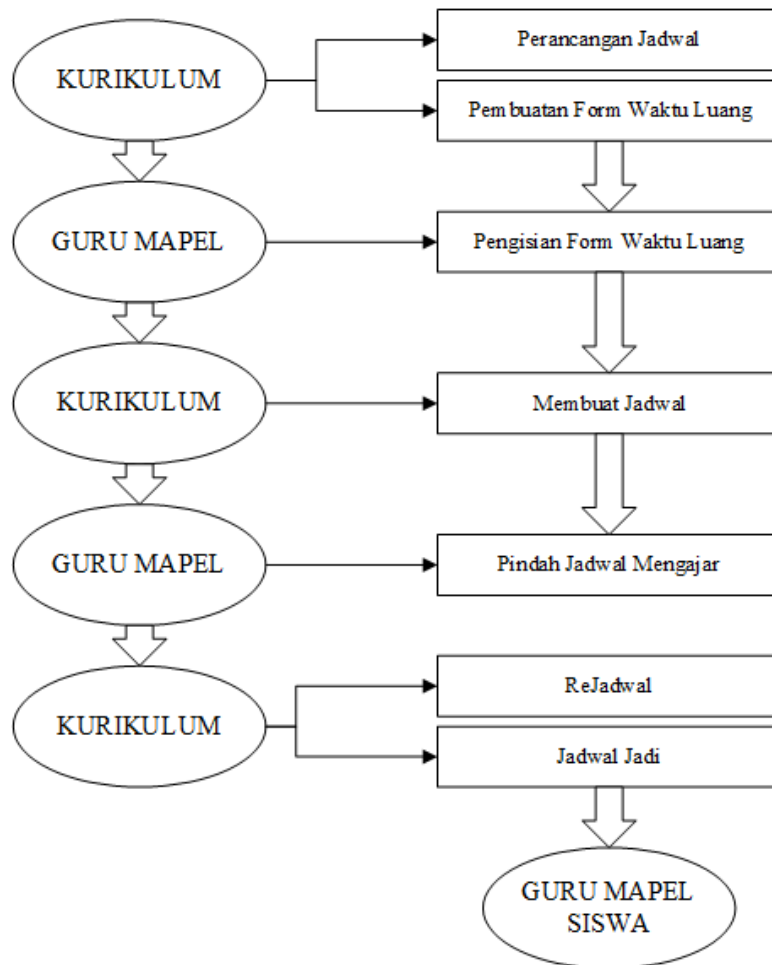 KURIKULUM
Perancangan Jadwal
Pembuatan Form Waktu Luang
GURU MAPEL
Pengisian Form Waktu Luang
KURIKULUM
Membuat Jadwal
GURU MAPEL
Pindah Jadwal Mengajar
KURIKULUM
ReJadwal
Jadwal Jadi
GURU MAPEL
SISWA